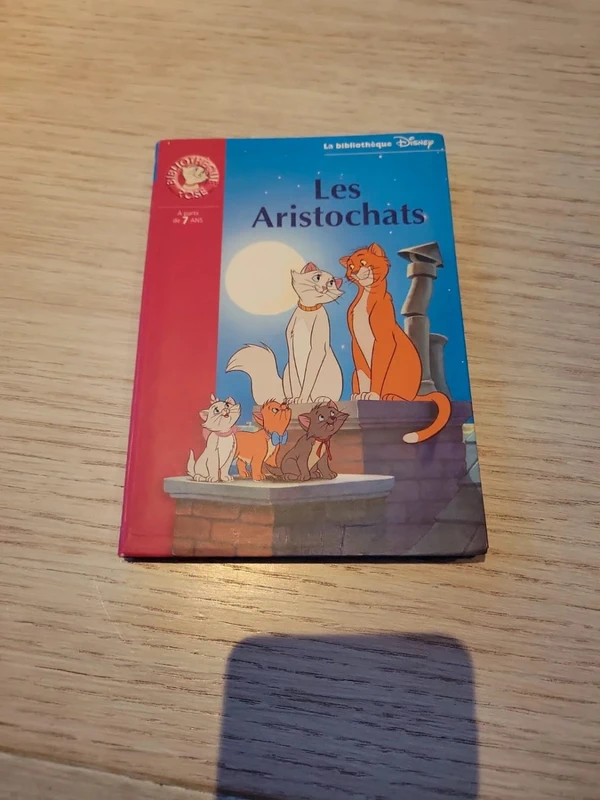 La bibliothèque Disney
BIBLIOTHÈQUE
ROSE
A partir
de 7 ANS
Les
Aristochats